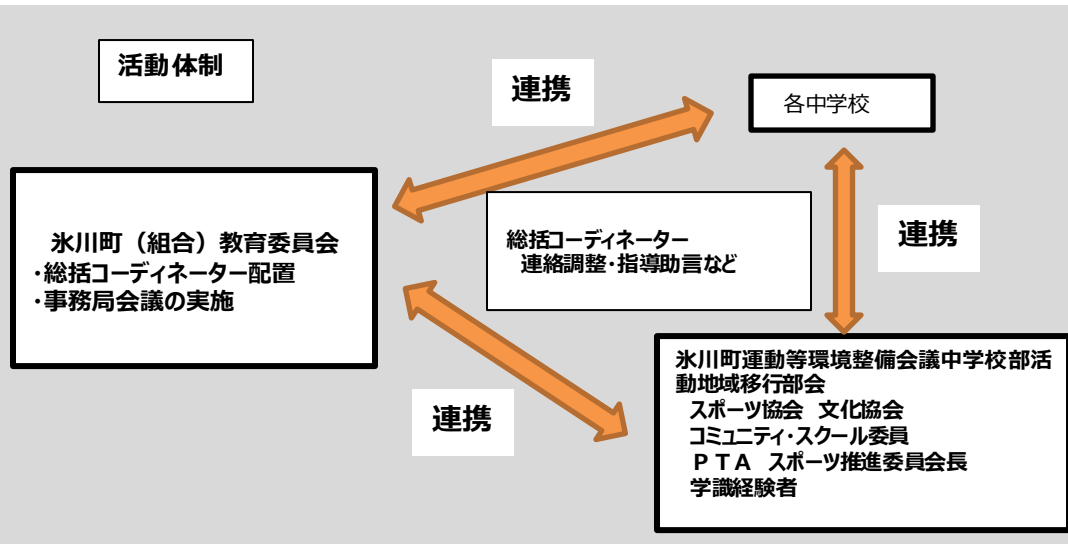 活動体制
連携
各中学校
氷川町（組合）教育委員会
・総括コーディネーター配置
・事務局会議の実施
総括コーディネーター
連絡調整・指導助言など
連携
連携
氷川町運動等環境整備会議中学校部活
動地域移行部会
スポーツ協会　文化協会
コミュニティ・スクール委員
ＰＴＡ　スポーツ推進委員会長
学識経験者